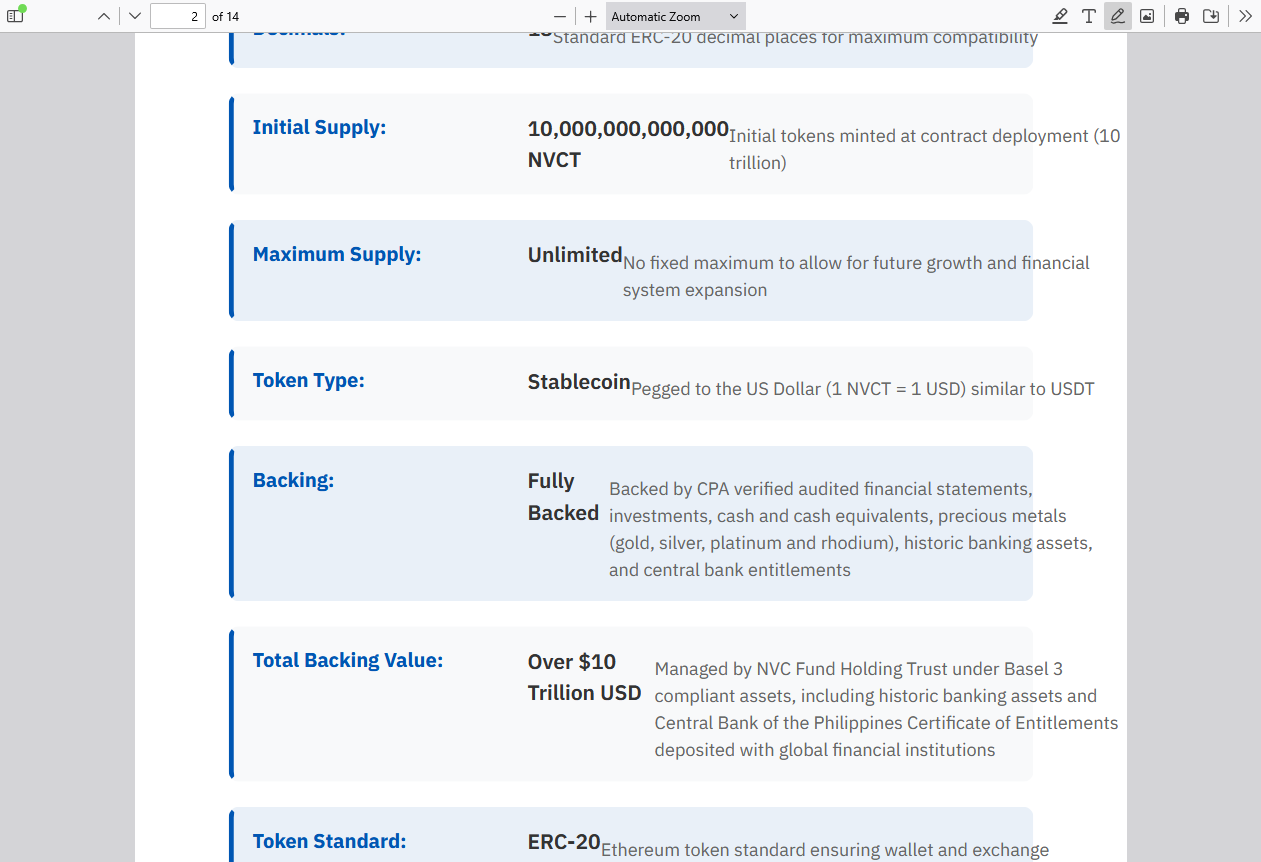 2 of 14 Automatic Zoom
Decimals: 18 Standard ERC-20 decimal places for maximum compatibility
Initial Supply: 10,000,000,000,000 Initial tokens minted at contract deployment (10
NVCT trillion)
Maximum Supply: Unlimited No fixed maximum to allow for future growth and financial
system expansion
Token Type: Stablecoin Pegged to the US Dollar (1 NVCT = 1 USD) similar to USDT
Backing: Fully Backed by CPA verified audited financial statements,
Backed investments, cash and cash equivalents, precious metals
(gold, silver, platinum and rhodium), historic banking assets,
and central bank entitlements
Total Backing Value: Over $10 Managed by NVC Fund Holding Trust under Basel 3
Trillion USD compliant assets, including historic banking assets and
Central Bank of the Philippines Certificate of Entitlements
deposited with global financial institutions
Token Standard: ERC-20 Ethereum token standard ensuring wallet and exchange